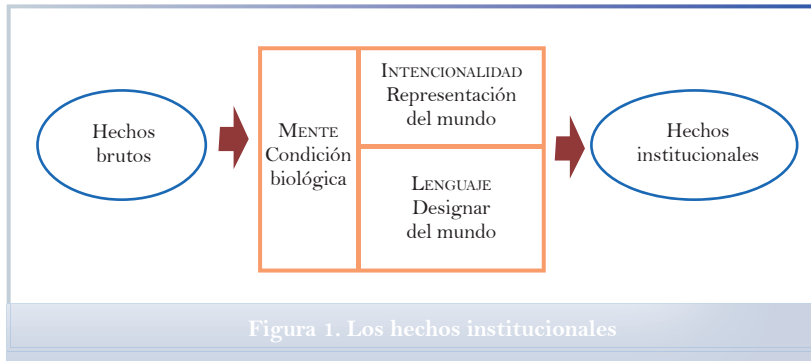 Hechos
brutos
MENTE
Condición
biológica
INTENCIONALIDAD
Representación
del mundo
LENGUAJE
Designar
del mundo
Hechos
institucionales
Figura 1. Los hechos institucionales